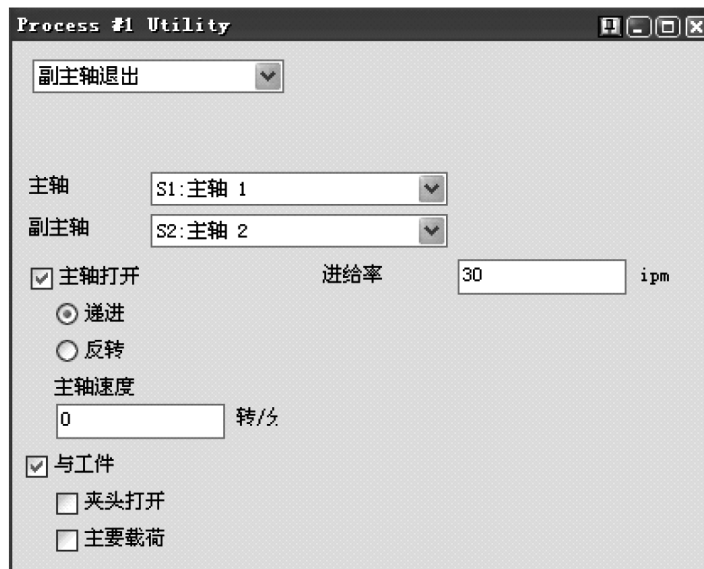 Process #1 Utility
副主轴退出
主轴 S1:主轴 1
副主轴 S2:主轴 2
主轴打开 进给率 30 ipm
递进
反转
主轴速度
0 转/分
与工件
夹头打开
主要载荷